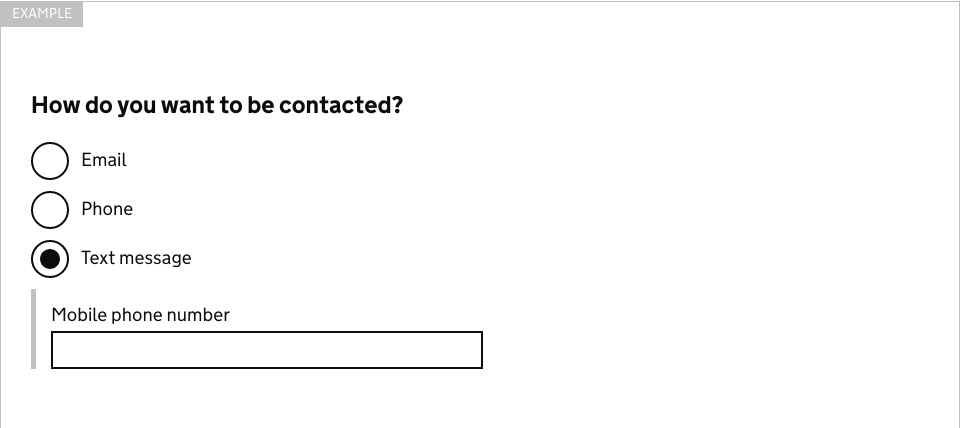 EXAMPLE
How do you want to be contacted?
Email
Phone
Text message
Mobile phone number